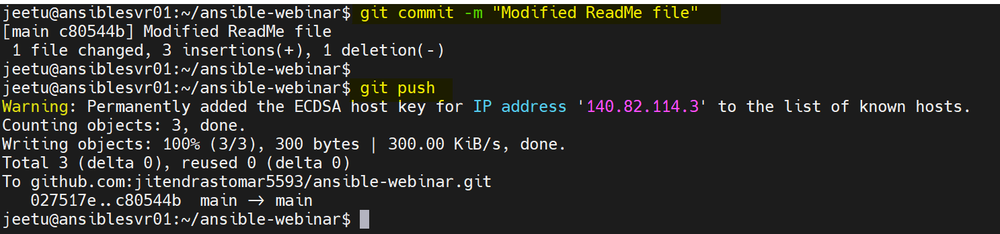 jeetu@ansiblesvr01:~/ansible-webinar$ git commit -m "Modified ReadMe file"
[main c80544b] Modified ReadMe file
 1 file changed, 3 insertions(+), 1 deletion(-)
jeetu@ansiblesvr01:~/ansible-webinar$
jeetu@ansiblesvr01:~/ansible-webinar$ git push
Warning: Permanently added the ECDSA host key for IP address '140.82.114.3' to the list of known hosts.
Counting objects: 3, done.
Writing objects: 100% (3/3), 300 bytes | 300.00 KiB/s, done.
Total 3 (delta 0), reused 0 (delta 0)
To github.com:jitendrastomar5593/ansible-webinar.git
   027517e..c80544b  main -> main
jeetu@ansiblesvr01:~/ansible-webinar$